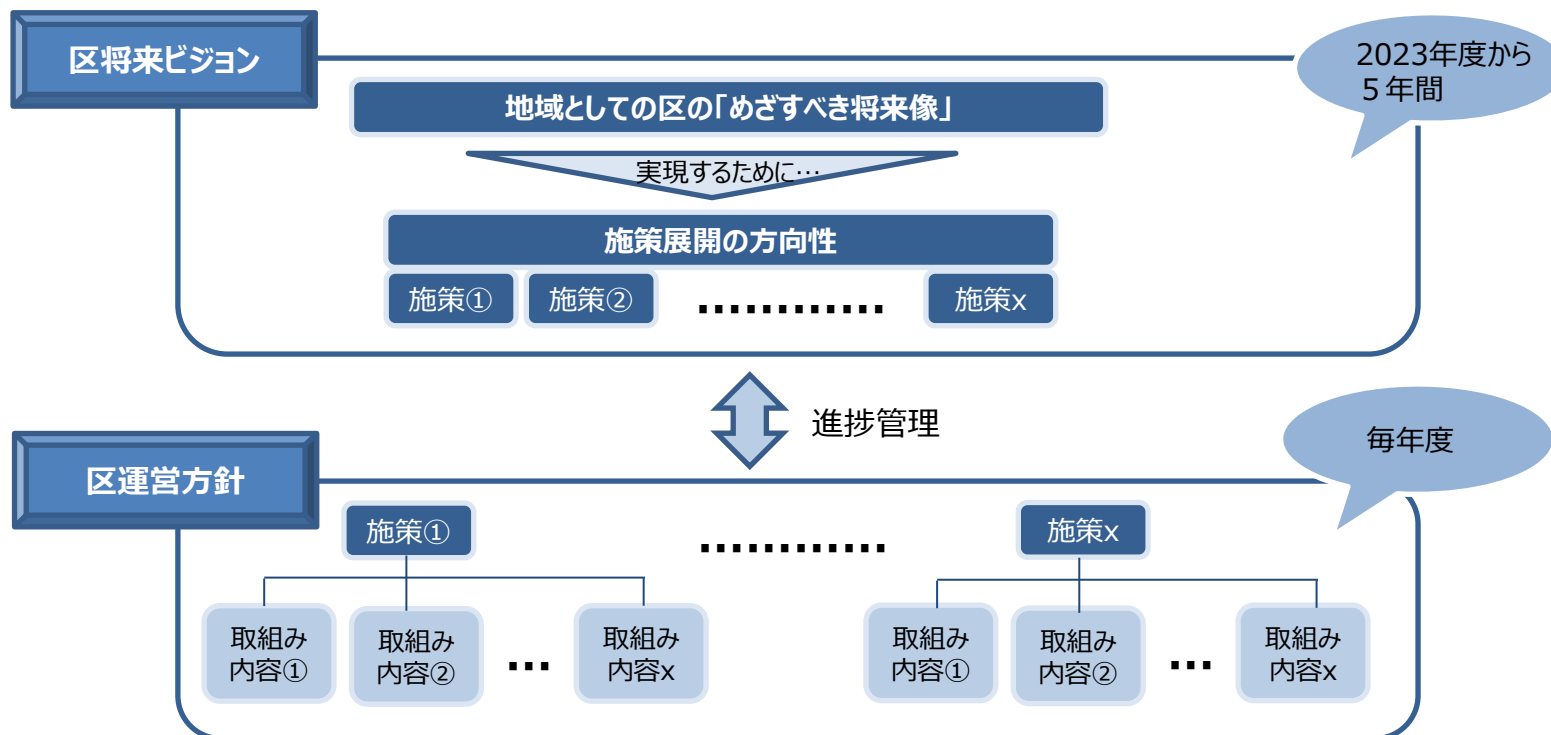 区将来ビジョン
2023年度から
５年間
地域としての区の「めざすべき将来像」
実現するために…
施策展開の方向性
施策① 施策② ………… 施策x
進捗管理
区運営方針
毎年度
施策① ………… 施策x
取組み
内容①
取組み
内容②
…
取組み
内容x
取組み
内容①
取組み
内容②
…
取組み
内容x